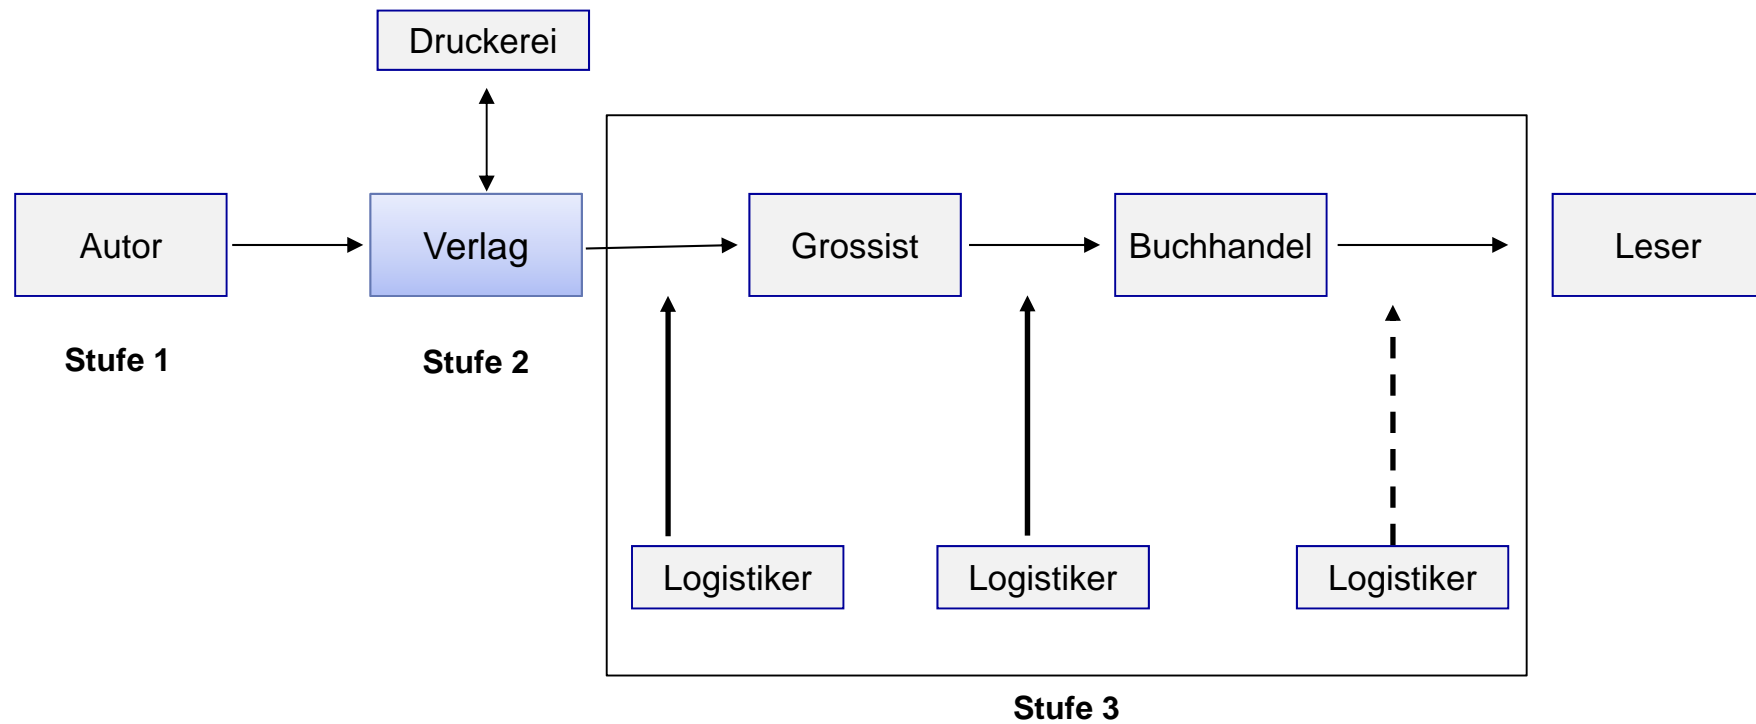 Druckerei
Autor
Verlag
Grossist
Buchhandel
Leser
Stufe 1
Stufe 2
Logistiker
Logistiker
Logistiker
Stufe 3